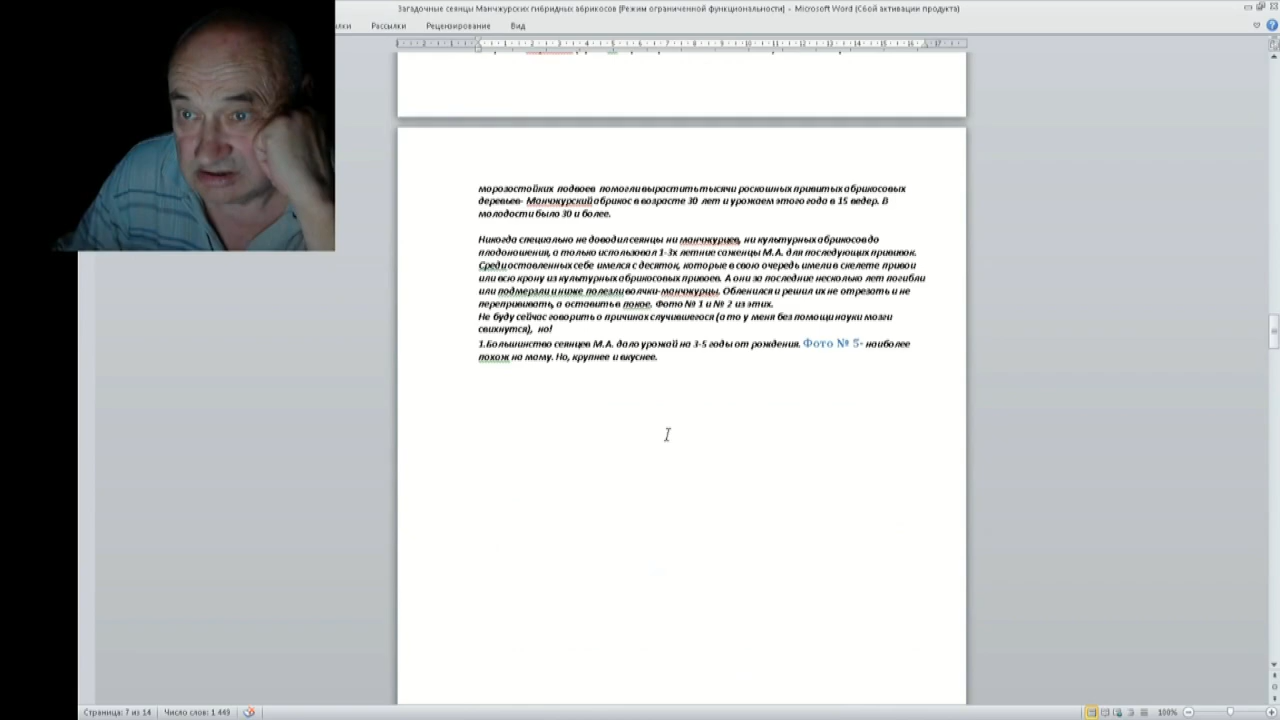 Загадочные сеянцы Манчжурских гибридных абрикосов [Режим ограниченной функциональности] - Microsoft Word (Сбой активации продукта)
Рассылки Рецензирование Вид
морозостойких подвоев помогли вырастить тысячи роскошных привитых абрикосовых
деревьев- Манчжурский абрикос в возрасте 30 лет и урожаем этого года в 15 ведер. В
молодости было 30 и более.
Никогда специально не доводил сеянцы ни манчжурцев, ни культурных абрикосов до
плодоношения, а только использовал 1-3х летние саженцы М.А. для последующих прививок.
Среди оставленных себе имелся с десяток, которые в свою очередь имели в скелете привои
или всю крону из культурных абрикосовых привоев. А они за последние несколько лет погибли
или подмерзли и ниже полезли волчки-манчжурцы. Обленился и решил их не отрезать и не
перепрививать, а оставить в покое. Фото № 1 и № 2 из этих.
Не буду сейчас говорить о причинах случившегося (а то у меня без помощи науки мозги
свихнутся), но!
1.Большинство сеянцев М.А. дало урожай на 3-5 годы от рождения. Фото № 5- наиболее
похож на маму. Но, крупнее и вкуснее.
Страница: 7 из 14 Число слов: 1 449 100%